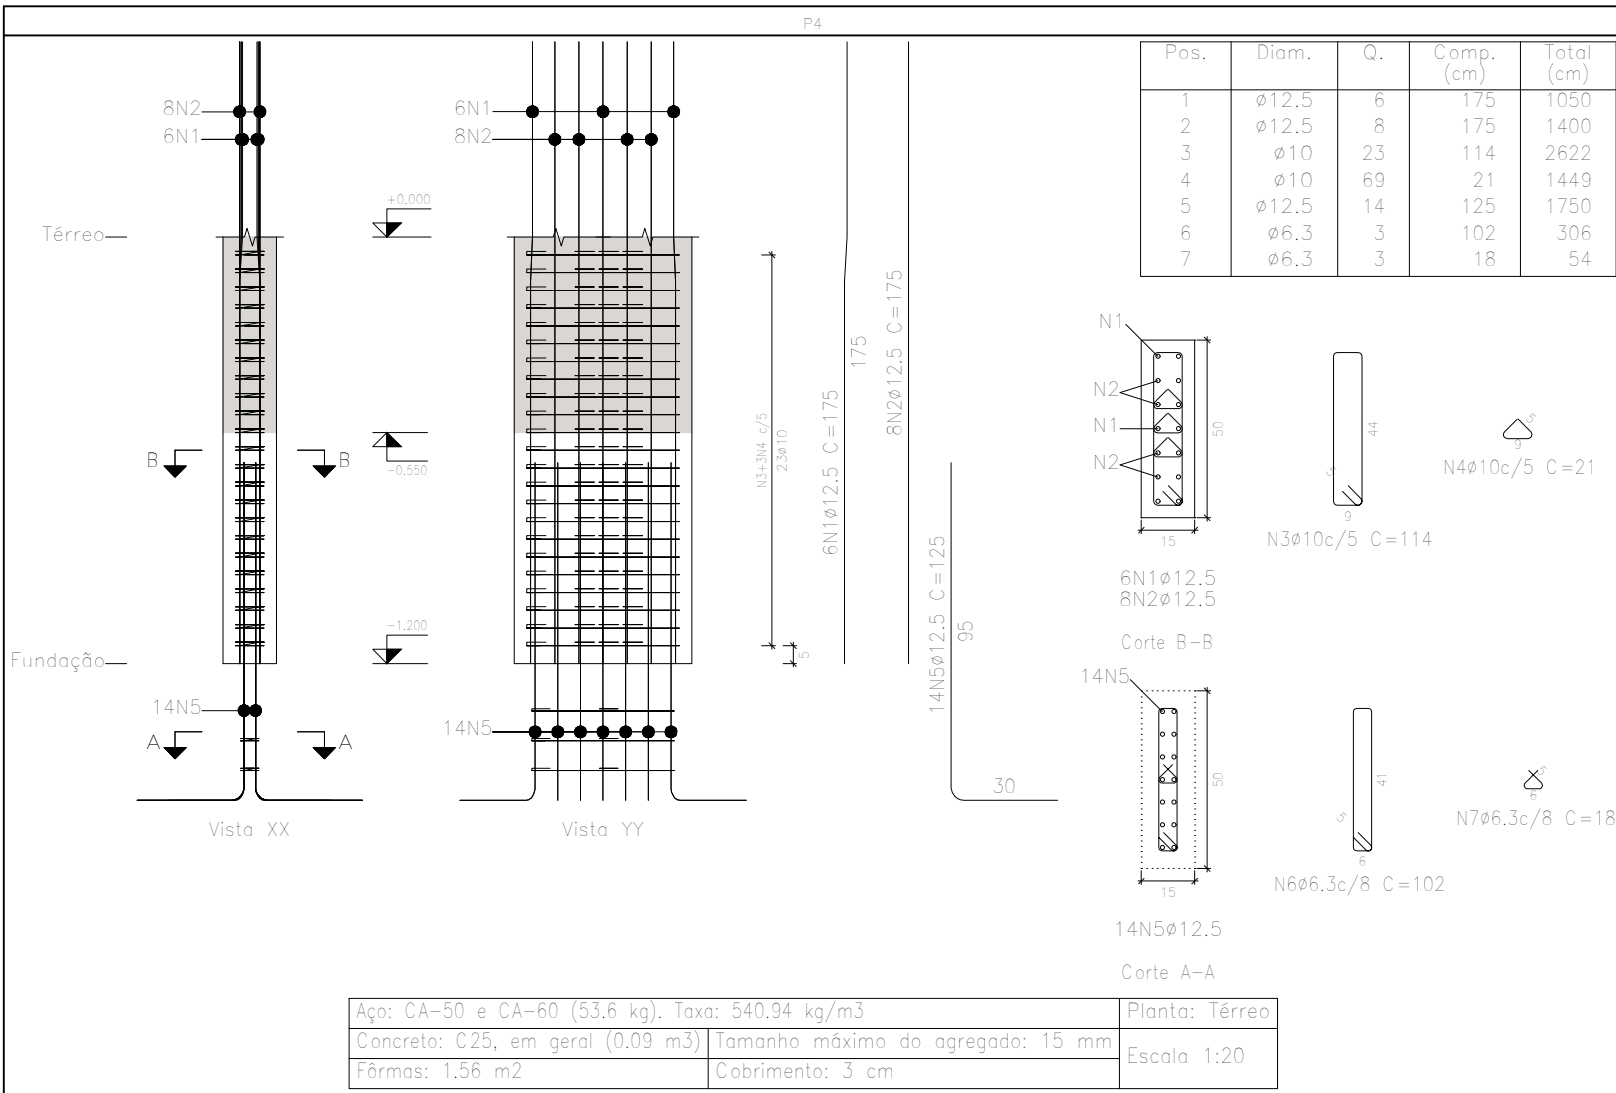 P4
Pos. Diam. Q. Comp. (cm) Total (cm)
1 ø12.5 6 175 1050
2 ø12.5 8 175 1400
3 ø10 23 114 2622
4 ø10 69 21 1449
5 ø12.5 14 125 1750
6 ø6.3 3 102 306
7 ø6.3 3 18 54
8N2
6N1
Térreo
B
B
Fundação
14N5
A
A
Vista XX
+0.000
-0.550
-1.200
6N1
8N2
14N5
Vista YY
N3+3N4 c/5
23ø10
5
6N1ø12.5 C=175
175
8N2ø12.5 C=175
14N5ø12.5 C=125
95
30
N1
N2
N1
N2
50
15
6N1ø12.5
8N2ø12.5
Corte B-B
44
5
9
N3ø10c/5 C=114
5
9
N4ø10c/5 C=21
14N5
50
15
14N5ø12.5
Corte A-A
41
5
6
N6ø6.3c/8 C=102
5
6
N7ø6.3c/8 C=18
Aço: CA-50 e CA-60 (53.6 kg). Taxa: 540.94 kg/m3
Planta: Térreo
Concreto: C25, em geral (0.09 m3)
Tamanho máximo do agregado: 15 mm
Escala 1:20
Fôrmas: 1.56 m2
Cobrimento: 3 cm